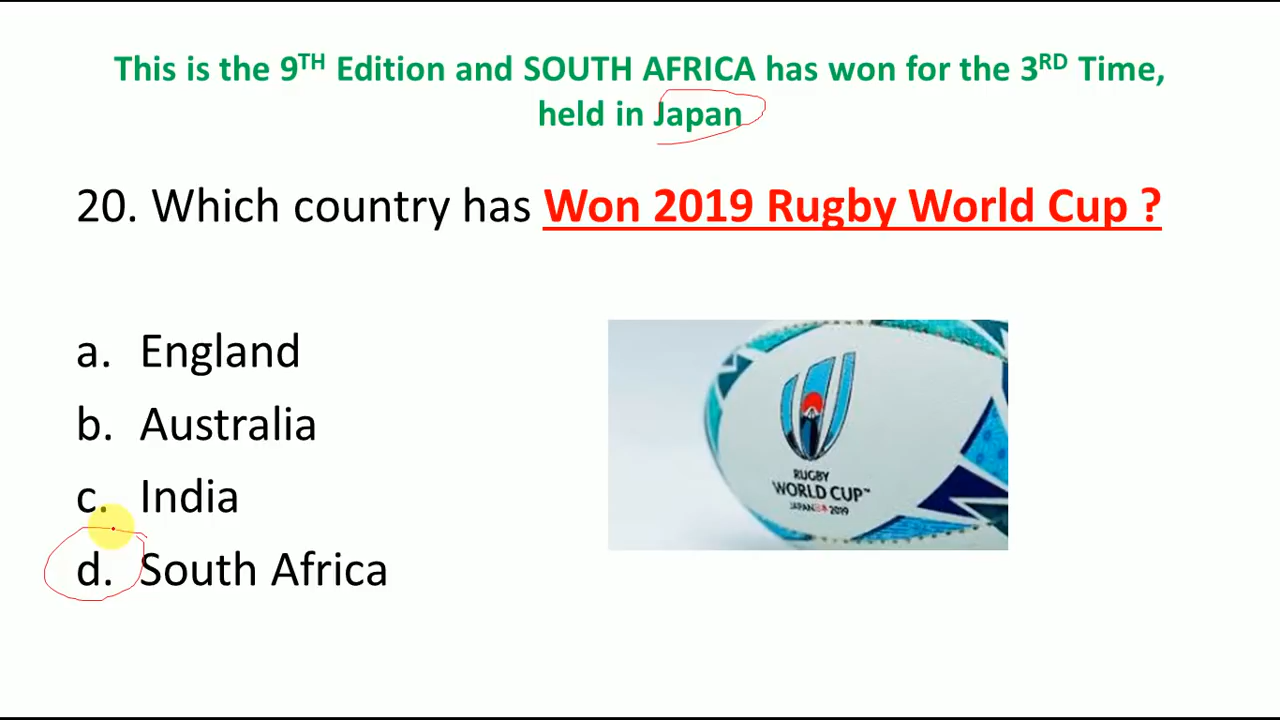 This is the 9TH Edition and SOUTH AFRICA has won for the 3RD Time,
held in Japan
20. Which country has Won 2019 Rugby World Cup ?
a. England
b. Australia
c. India
d. South Africa
RUGBY
WORLD CUP™
JAPAN 2019